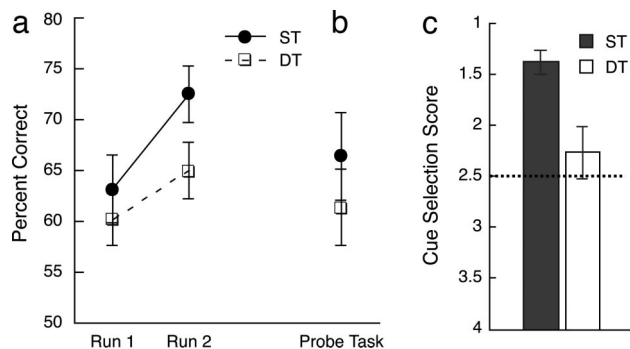 a
b
c
80
75
70
65
60
55
50
Percent Correct
ST
DT
Run 1
Run 2
Probe Task
1
1.5
2
2.5
3
3.5
4
Cue Selection Score
ST
DT